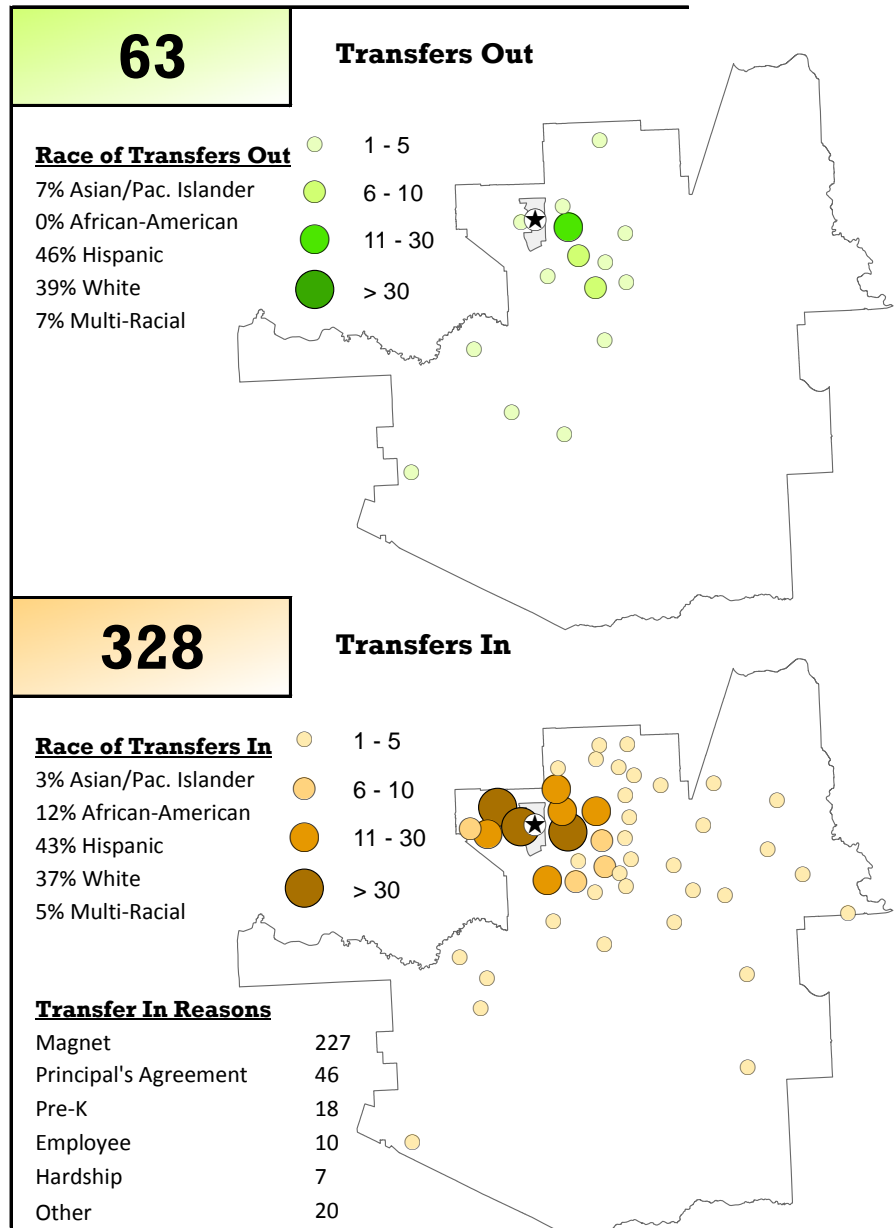 63
Transfers Out
Race of Transfers Out
7% Asian/Pac. Islander
0% African-American
46% Hispanic
39% White
7% Multi-Racial
1 - 5
6 - 10
11 - 30
> 30
328
Transfers In
Race of Transfers In
3% Asian/Pac. Islander
12% African-American
43% Hispanic
37% White
5% Multi-Racial
1 - 5
6 - 10
11 - 30
> 30
Transfer In Reasons
Magnet 227
Principal's Agreement 46
Pre-K 18
Employee 10
Hardship 7
Other 20